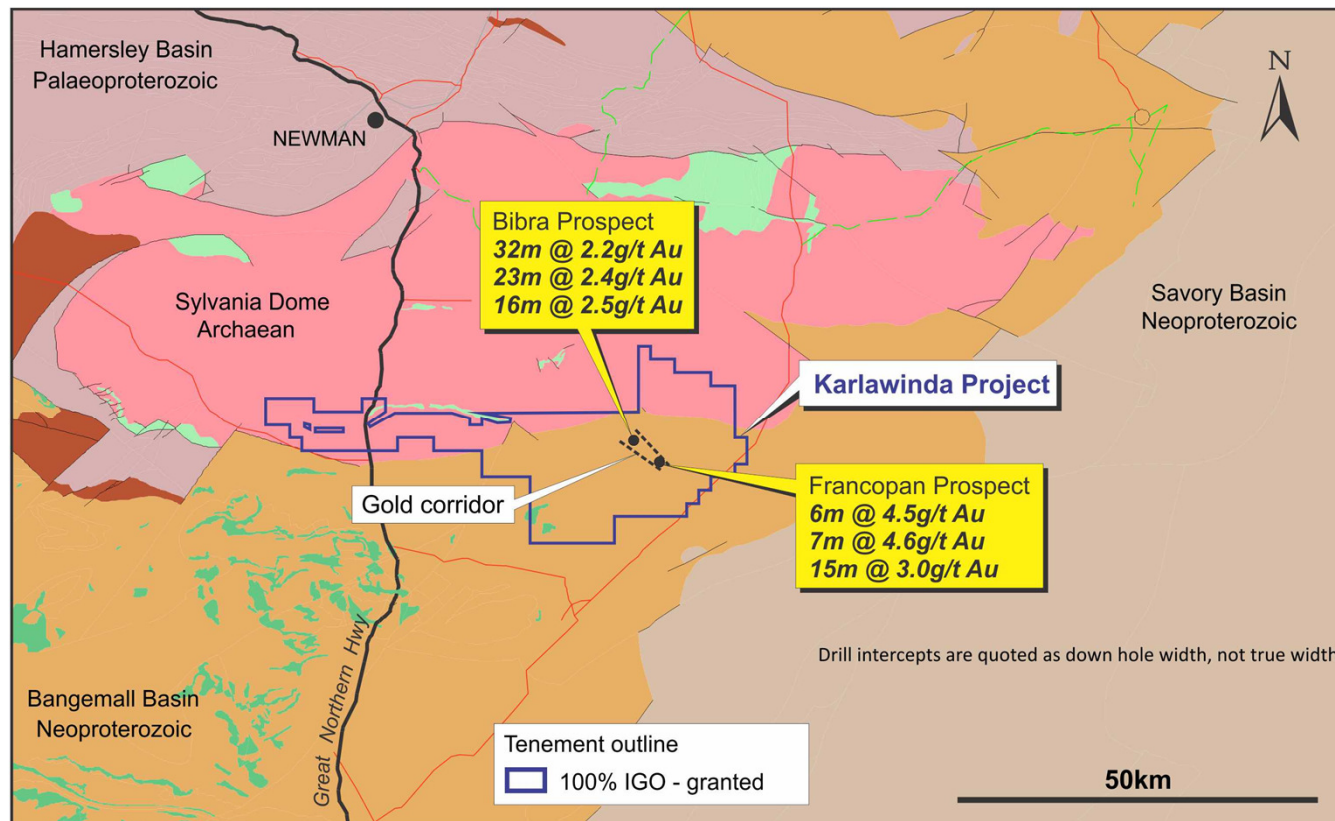 Hamersley Basin
Palaeoproterozoic
N
NEWMAN
Bibra Prospect
32m @ 2.2g/t Au
23m @ 2.4g/t Au
16m @ 2.5g/t Au
Sylvania Dome
Archaean
Savory Basin
Neoproterozoic
Karlawinda Project
Gold corridor
Francopan Prospect
6m @ 4.5g/t Au
7m @ 4.6g/t Au
15m @ 3.0g/t Au
Great Northern Hwy
Drill intercepts are quoted as down hole width, not true width
Bangemall Basin
Neoproterozoic
Tenement outline
100% IGO - granted
50km